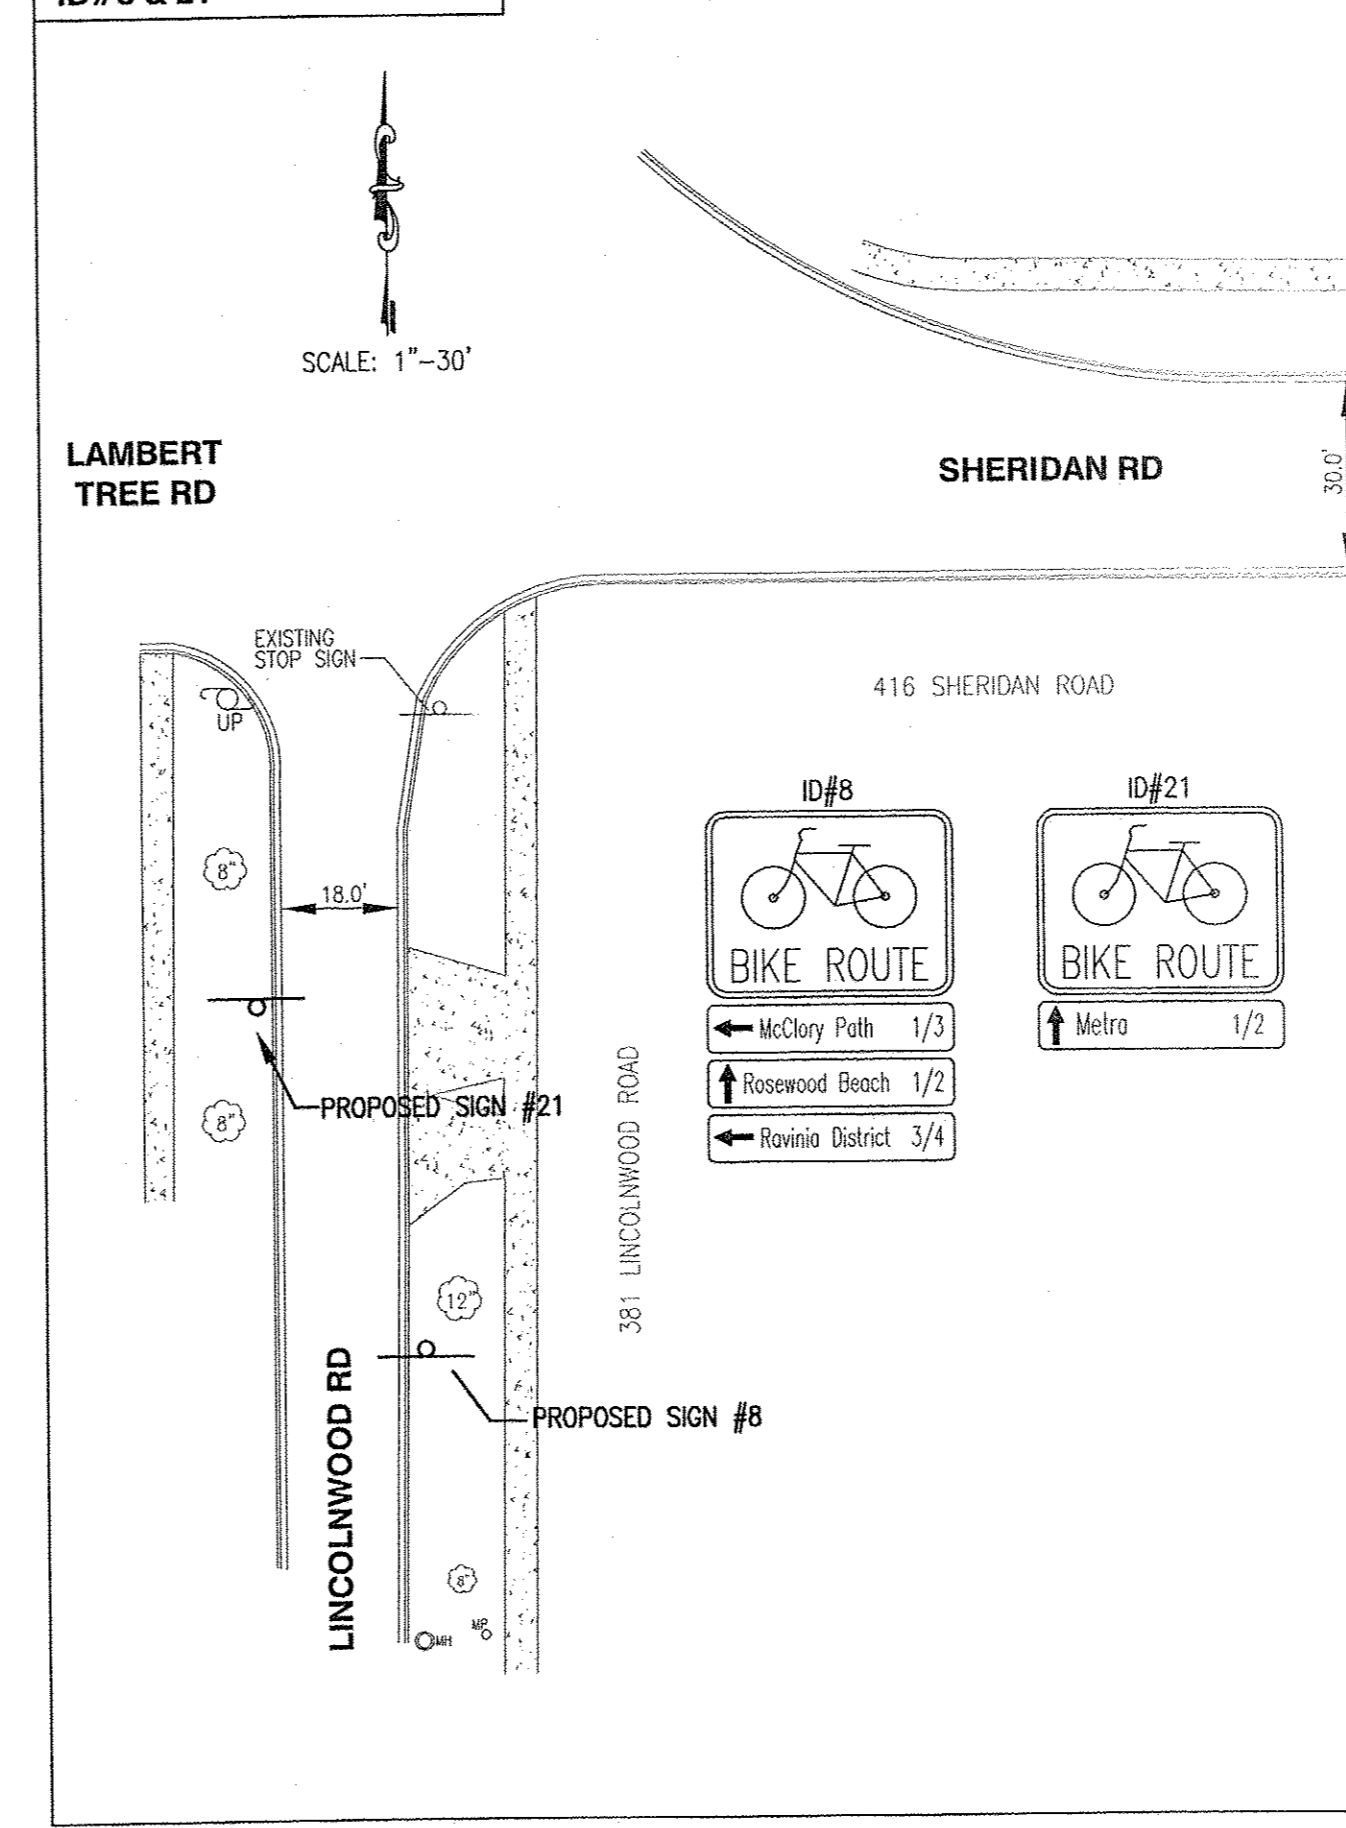 SCALE: 1"-30'
LAMBERT
TREE RD
SHERIDAN RD
30.0'
EXISTING
STOP SIGN
UP
416 SHERIDAN ROAD
8"
18.0'
ID#8
BIKE ROUTE
McClory Path 1/3
Rosewood Beach 1/2
Ravinia District 3/4
ID#21
BIKE ROUTE
Metra 1/2
8"
PROPOSED SIGN #21
381 LINCOLNWOOD ROAD
12"
PROPOSED SIGN #8
LINCOLNWOOD RD
8"
MH
MP